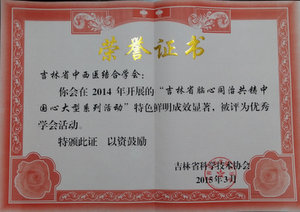 荣誉证书
吉林省中西医结合学会：
你会在 2014 年开展的“吉林省脑心同治共铸中
国心大型系列活动”特色鲜明成效显著，被评为优秀
学会活动。
特颁此证 以资鼓励
吉林省科学技术协会
2015年3月